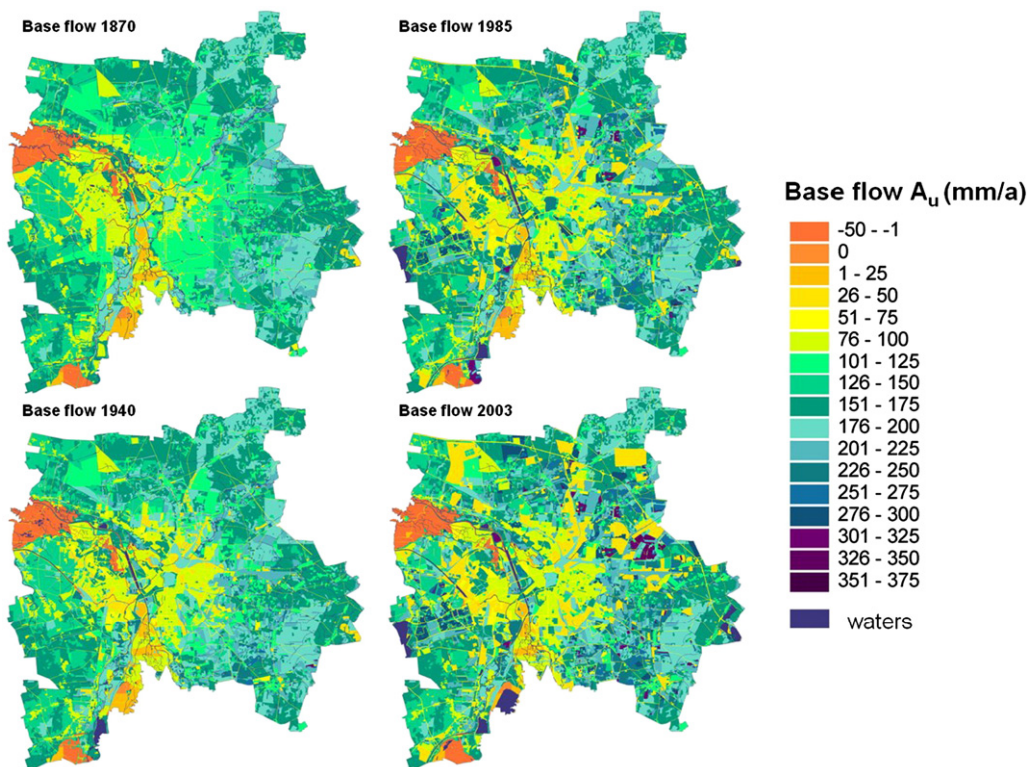 Base flow 1870
Base flow 1985
Base flow 1940
Base flow 2003
Base flow Au (mm/a)
-50 - -1
0
1 - 25
26 - 50
51 - 75
76 - 100
101 - 125
126 - 150
151 - 175
176 - 200
201 - 225
226 - 250
251 - 275
276 - 300
301 - 325
326 - 350
351 - 375
waters